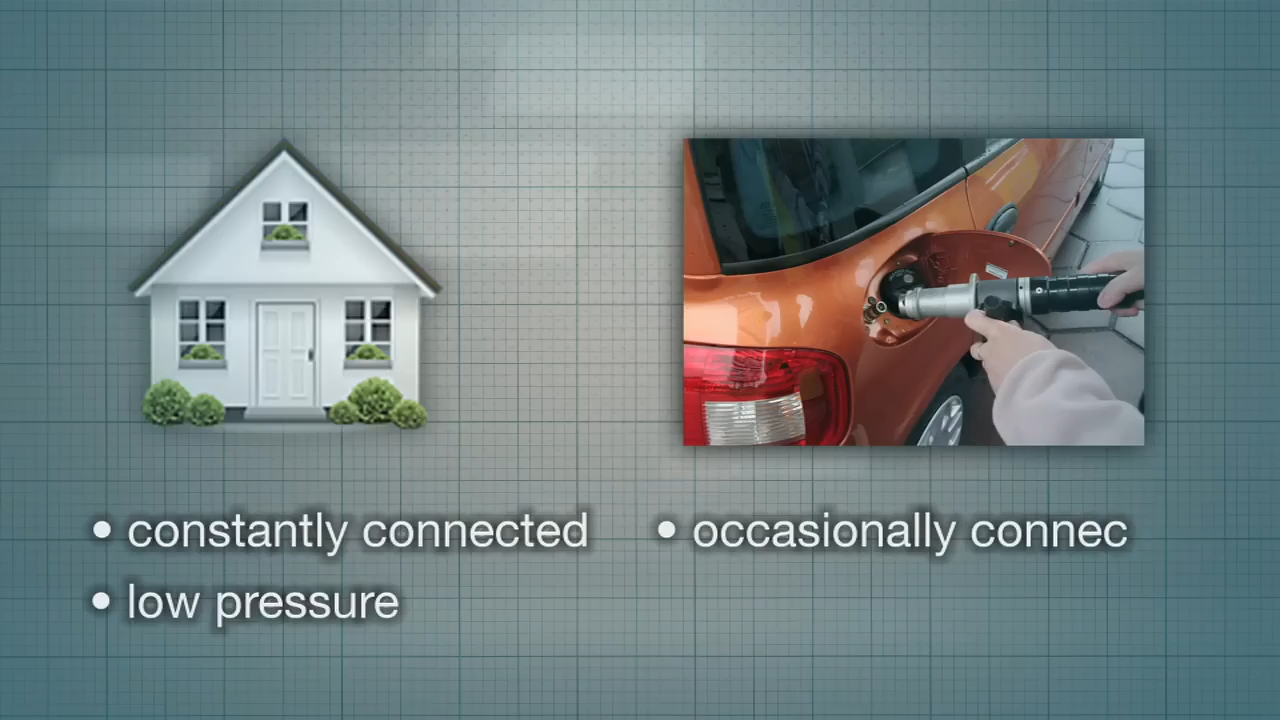 • constantly connected
• low pressure
• occasionally connec